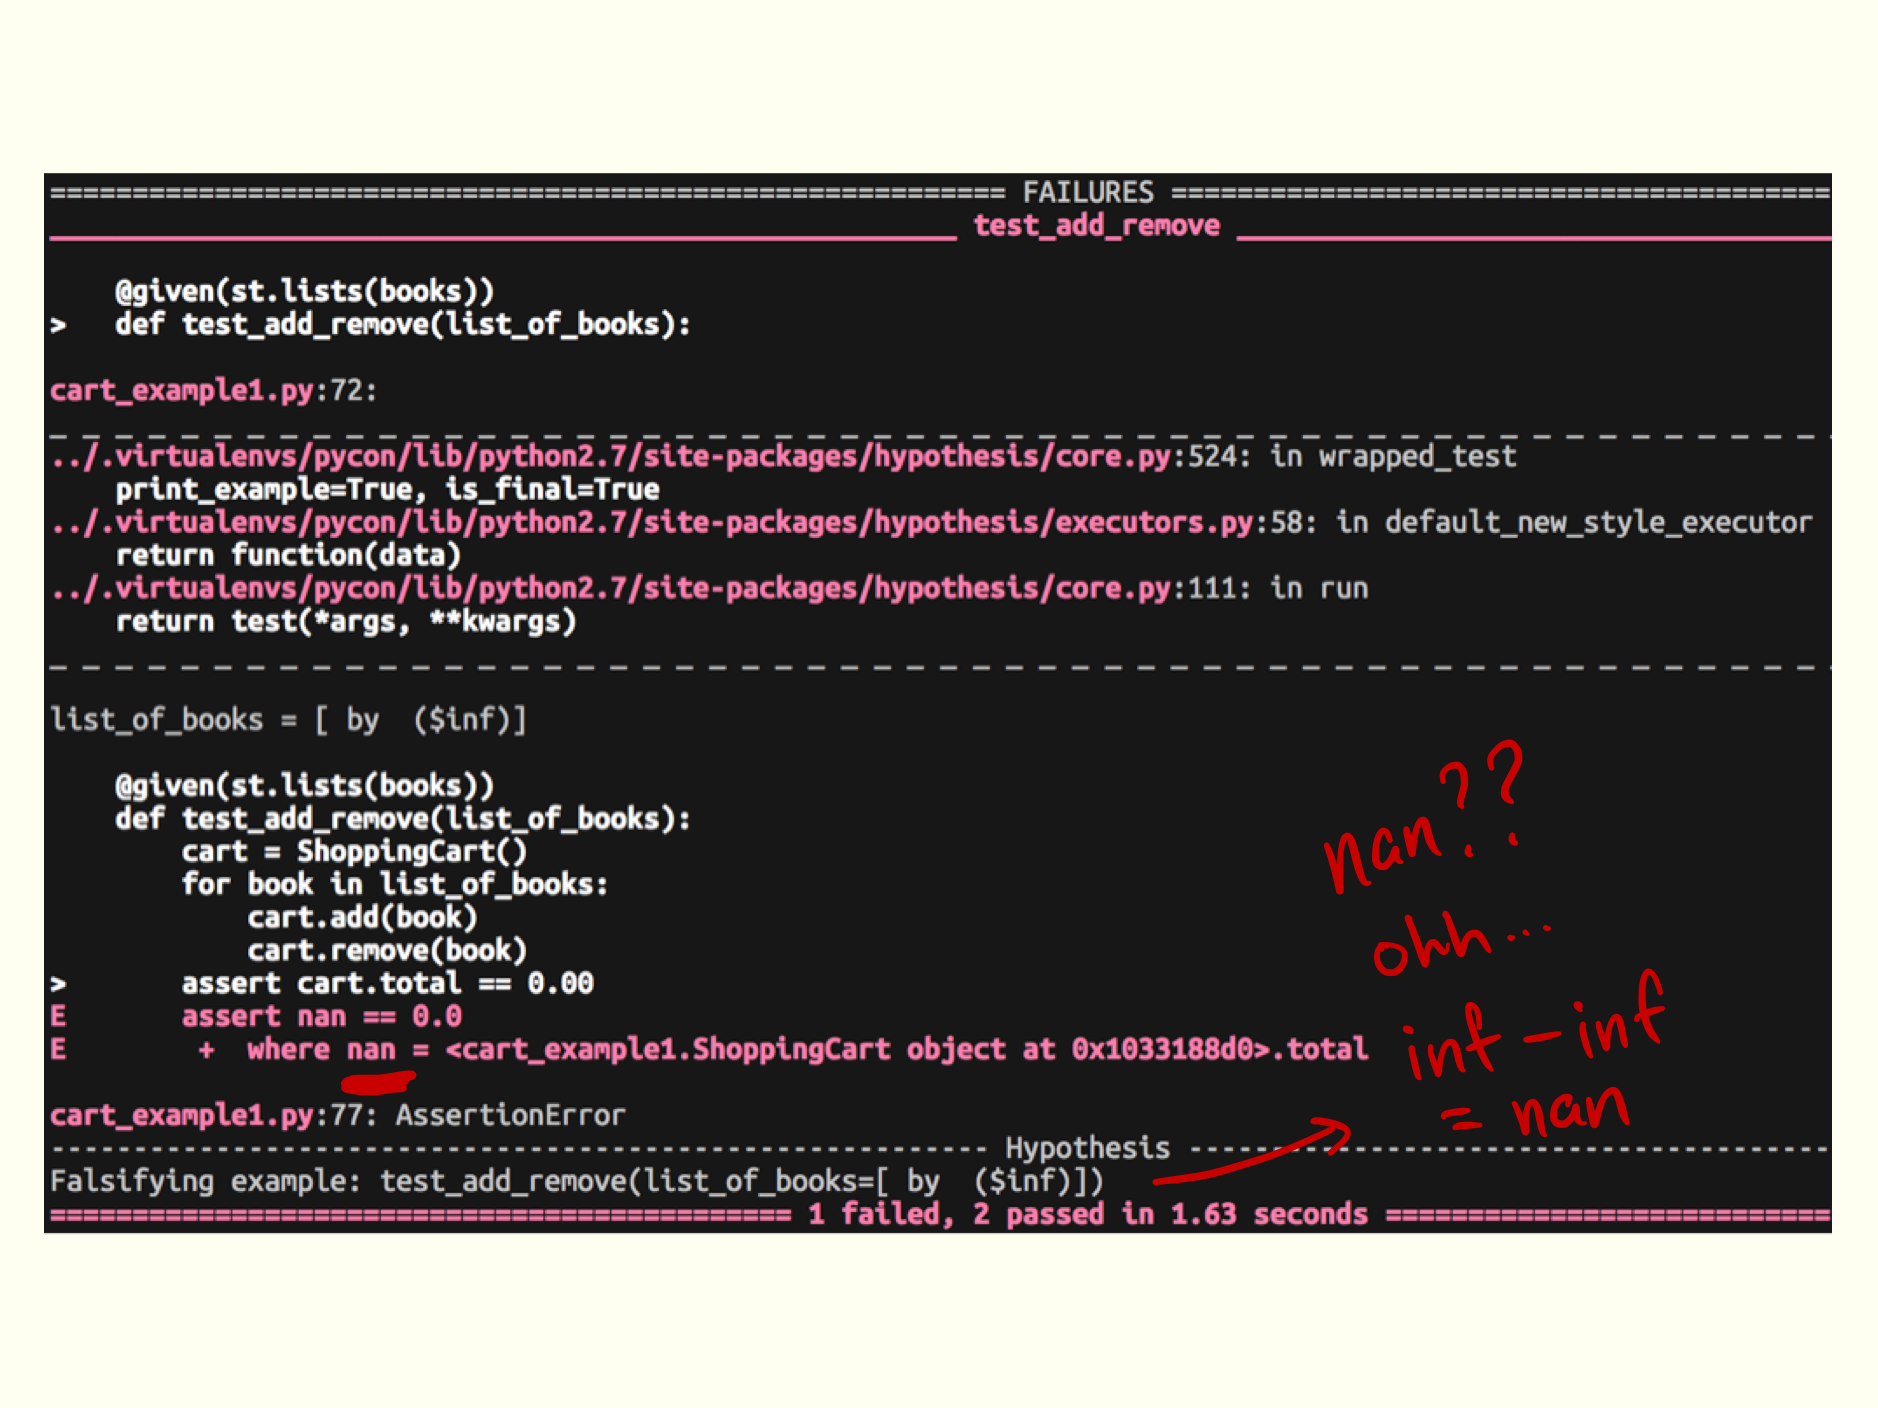 ======================================================== FAILURES =======================================
_______________________________________________________ test_add_remove ____________________________________
@given(st.lists(books))
>   def test_add_remove(list_of_books):
cart_example1.py:72:
_ _ _ _ _ _ _ _ _ _ _ _ _ _ _ _ _ _ _ _ _ _ _ _ _ _ _ _ _ _ _ _ _ _ _ _ _ _ _ _ _ _ _ _ _ _ _ _ _ _ _ _ _ _
../.virtualenvs/pycon/lib/python2.7/site-packages/hypothesis/core.py:524: in wrapped_test
    print_example=True, is_final=True
../.virtualenvs/pycon/lib/python2.7/site-packages/hypothesis/executors.py:58: in default_new_style_executor
    return function(data)
../.virtualenvs/pycon/lib/python2.7/site-packages/hypothesis/core.py:111: in run
    return test(*args, **kwargs)
_ _ _ _ _ _ _ _ _ _ _ _ _ _ _ _ _ _ _ _ _ _ _ _ _ _ _ _ _ _ _ _ _ _ _ _ _ _ _ _ _ _ _ _ _ _ _ _ _ _ _ _ _ _
list_of_books = [ by  ($inf)]
    @given(st.lists(books))
    def test_add_remove(list_of_books):
        cart = ShoppingCart()
        for book in list_of_books:
            cart.add(book)
            cart.remove(book)
>       assert cart.total == 0.00
E       assert nan == 0.0
E        +  where nan = <cart_example1.ShoppingCart object at 0x1033188d0>.total
cart_example1.py:77: AssertionError
--------------------------------------------------------- Hypothesis ---------------------------------------
Falsifying example: test_add_remove(list_of_books=[ by  ($inf)])
============================================= 1 failed, 2 passed in 1.63 seconds ===========================
nan??
ohh...
inf - inf
= nan